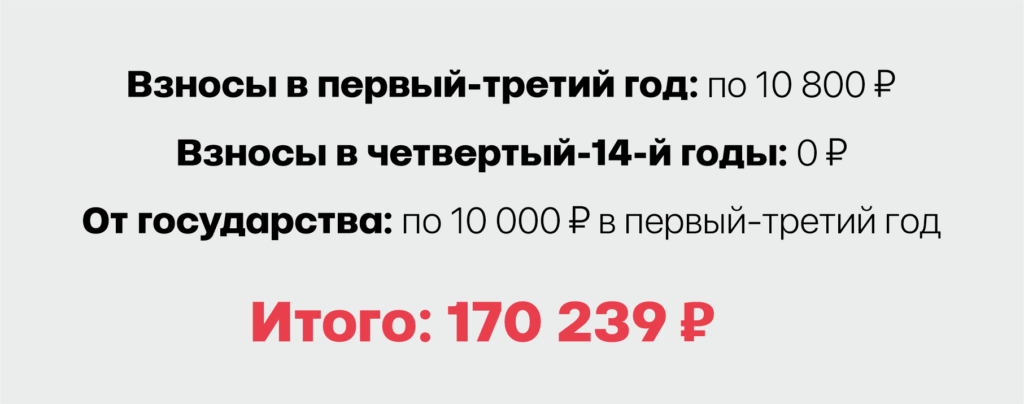 Взносы в первый-третий год: по 10 800 ₽
Взносы в четвертый-14-й годы: 0 ₽
От государства: по 10 000 ₽ в первый-третий год
Итого: 170 239 ₽